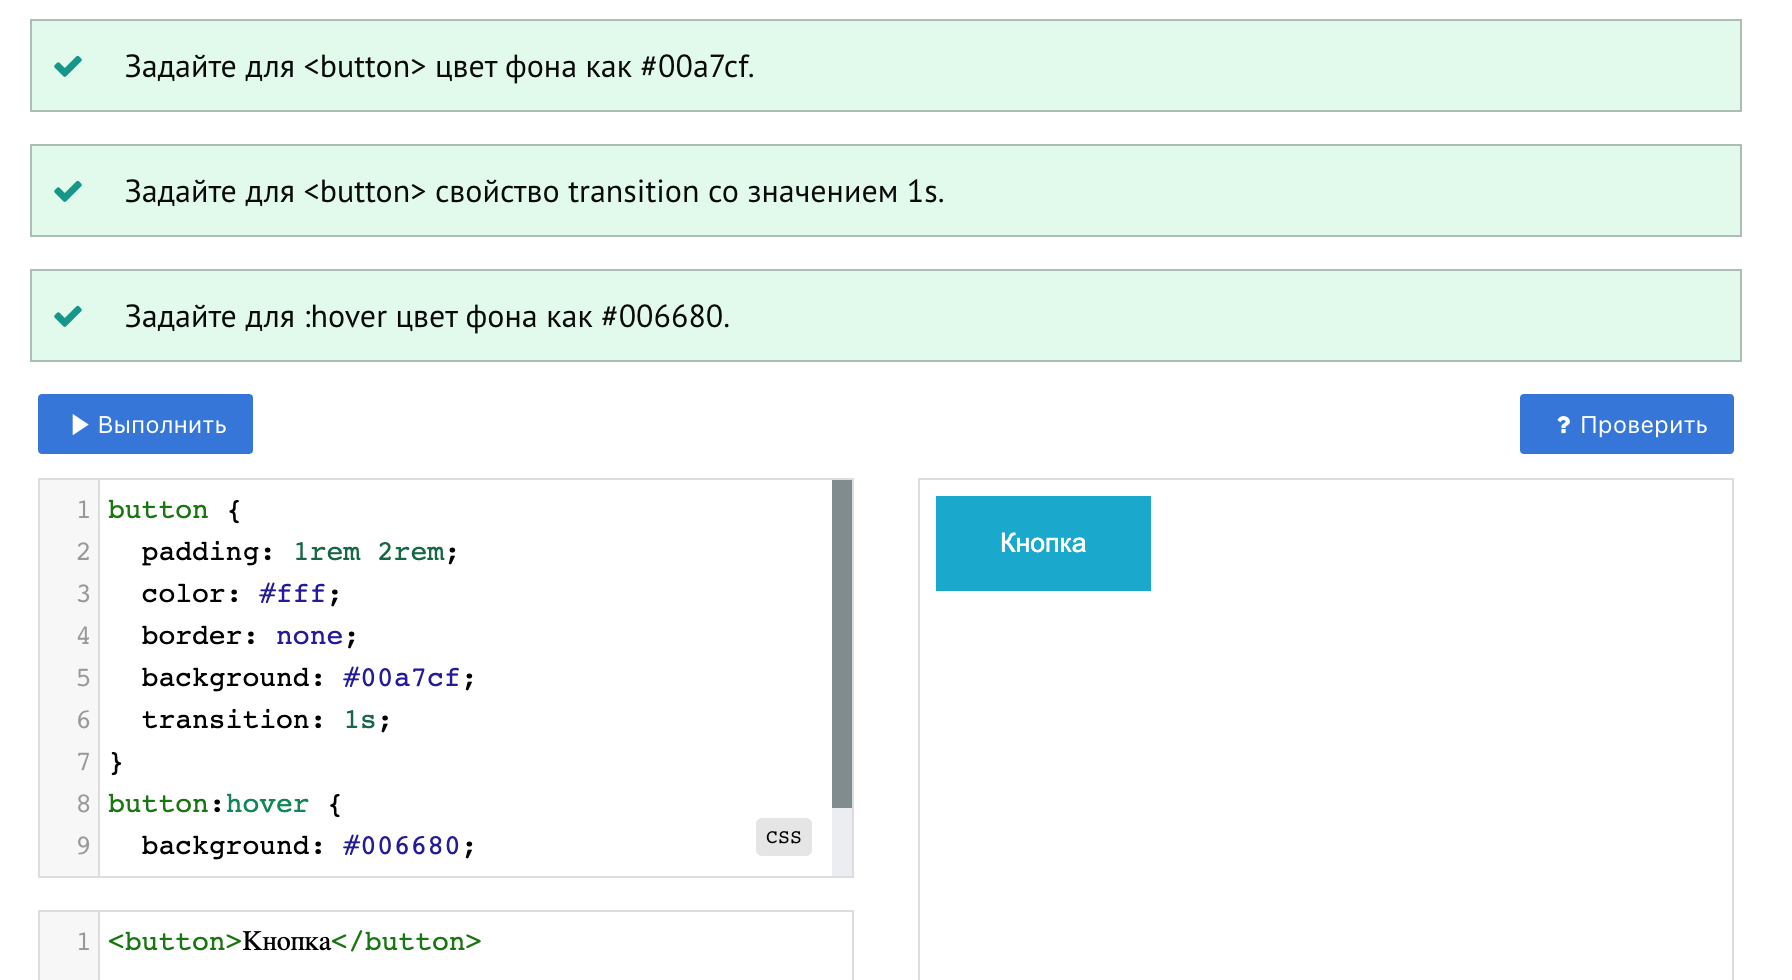 Задайте для <button> цвет фона как #00a7cf.
Задайте для <button> свойство transition со значением 1s.
Задайте для :hover цвет фона как #006680.
Выполнить
? Проверить
1 button {
2 padding: 1rem 2rem;
3 color: #fff;
4 border: none;
5 background: #00a7cf;
6 transition: 1s;
7 }
8 button:hover {
9 background: #006680;
css
Кнопка
1 <button>Кнопка</button>